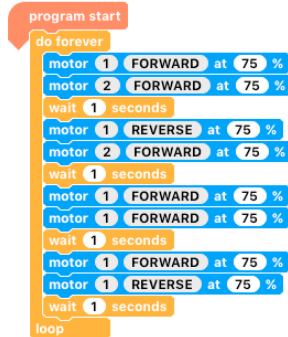 program start
do forever
motor 1 FORWARD at 75 %
motor 2 FORWARD at 75 %
wait 1 seconds
motor 1 REVERSE at 75 %
motor 2 FORWARD at 75 %
wait 1 seconds
motor 1 FORWARD at 75 %
motor 1 FORWARD at 75 %
wait 1 seconds
motor 1 FORWARD at 75 %
motor 1 REVERSE at 75 %
wait 1 seconds
loop